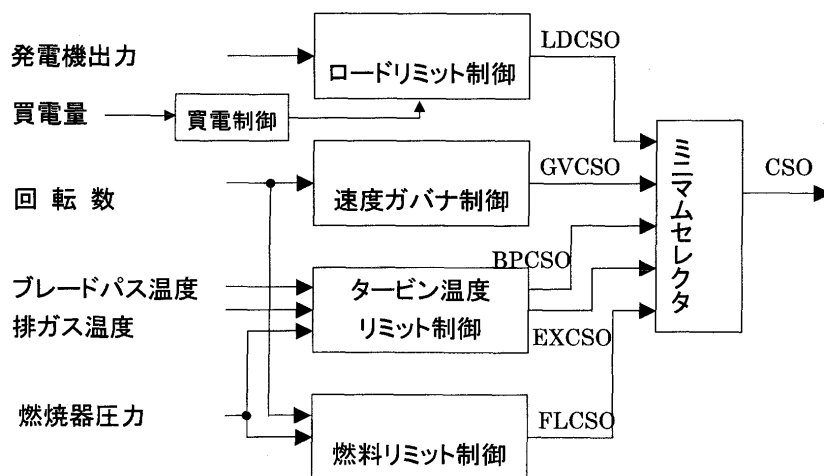 発電機出力
ロードリミット制御
LDCSO
買電量
買電制御
回転数
速度ガバナ制御
GVCSO
ミニマムセレクタ
CSO
ブレードパス温度
排ガス温度
タービン温度
リミット制御
BPCSO
EXCSO
燃焼器圧力
燃料リミット制御
FLCSO